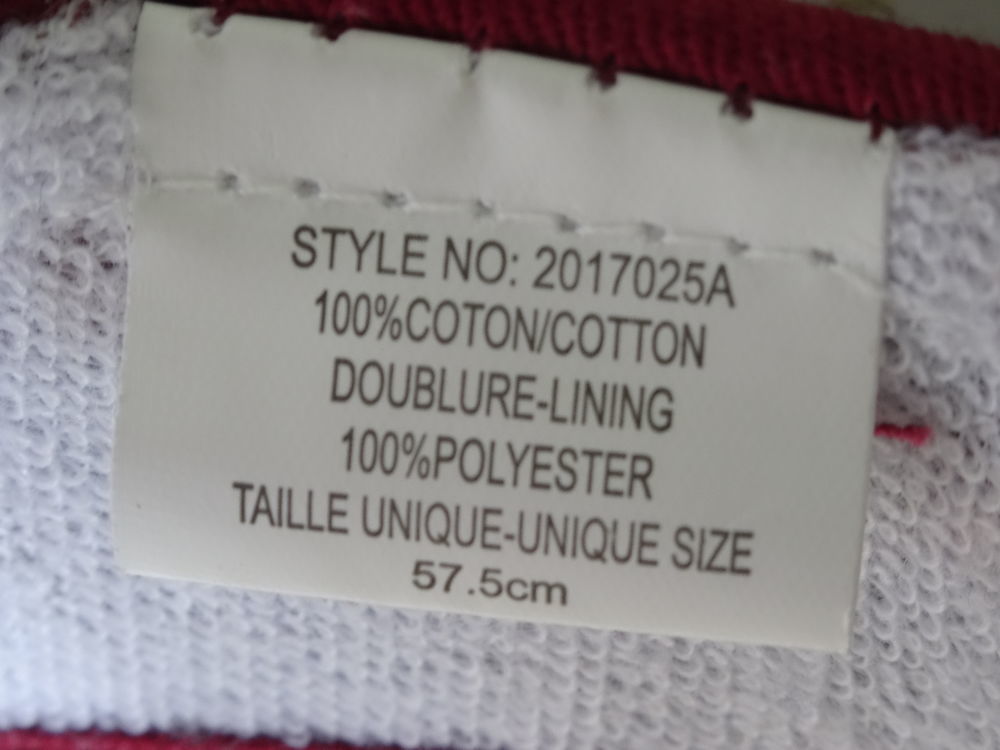 STYLE NO: 2017025A
100%COTON/COTTON
DOUBLURE-LINING
100%POLYESTER
TAILLE UNIQUE-UNIQUE SIZE
57.5cm